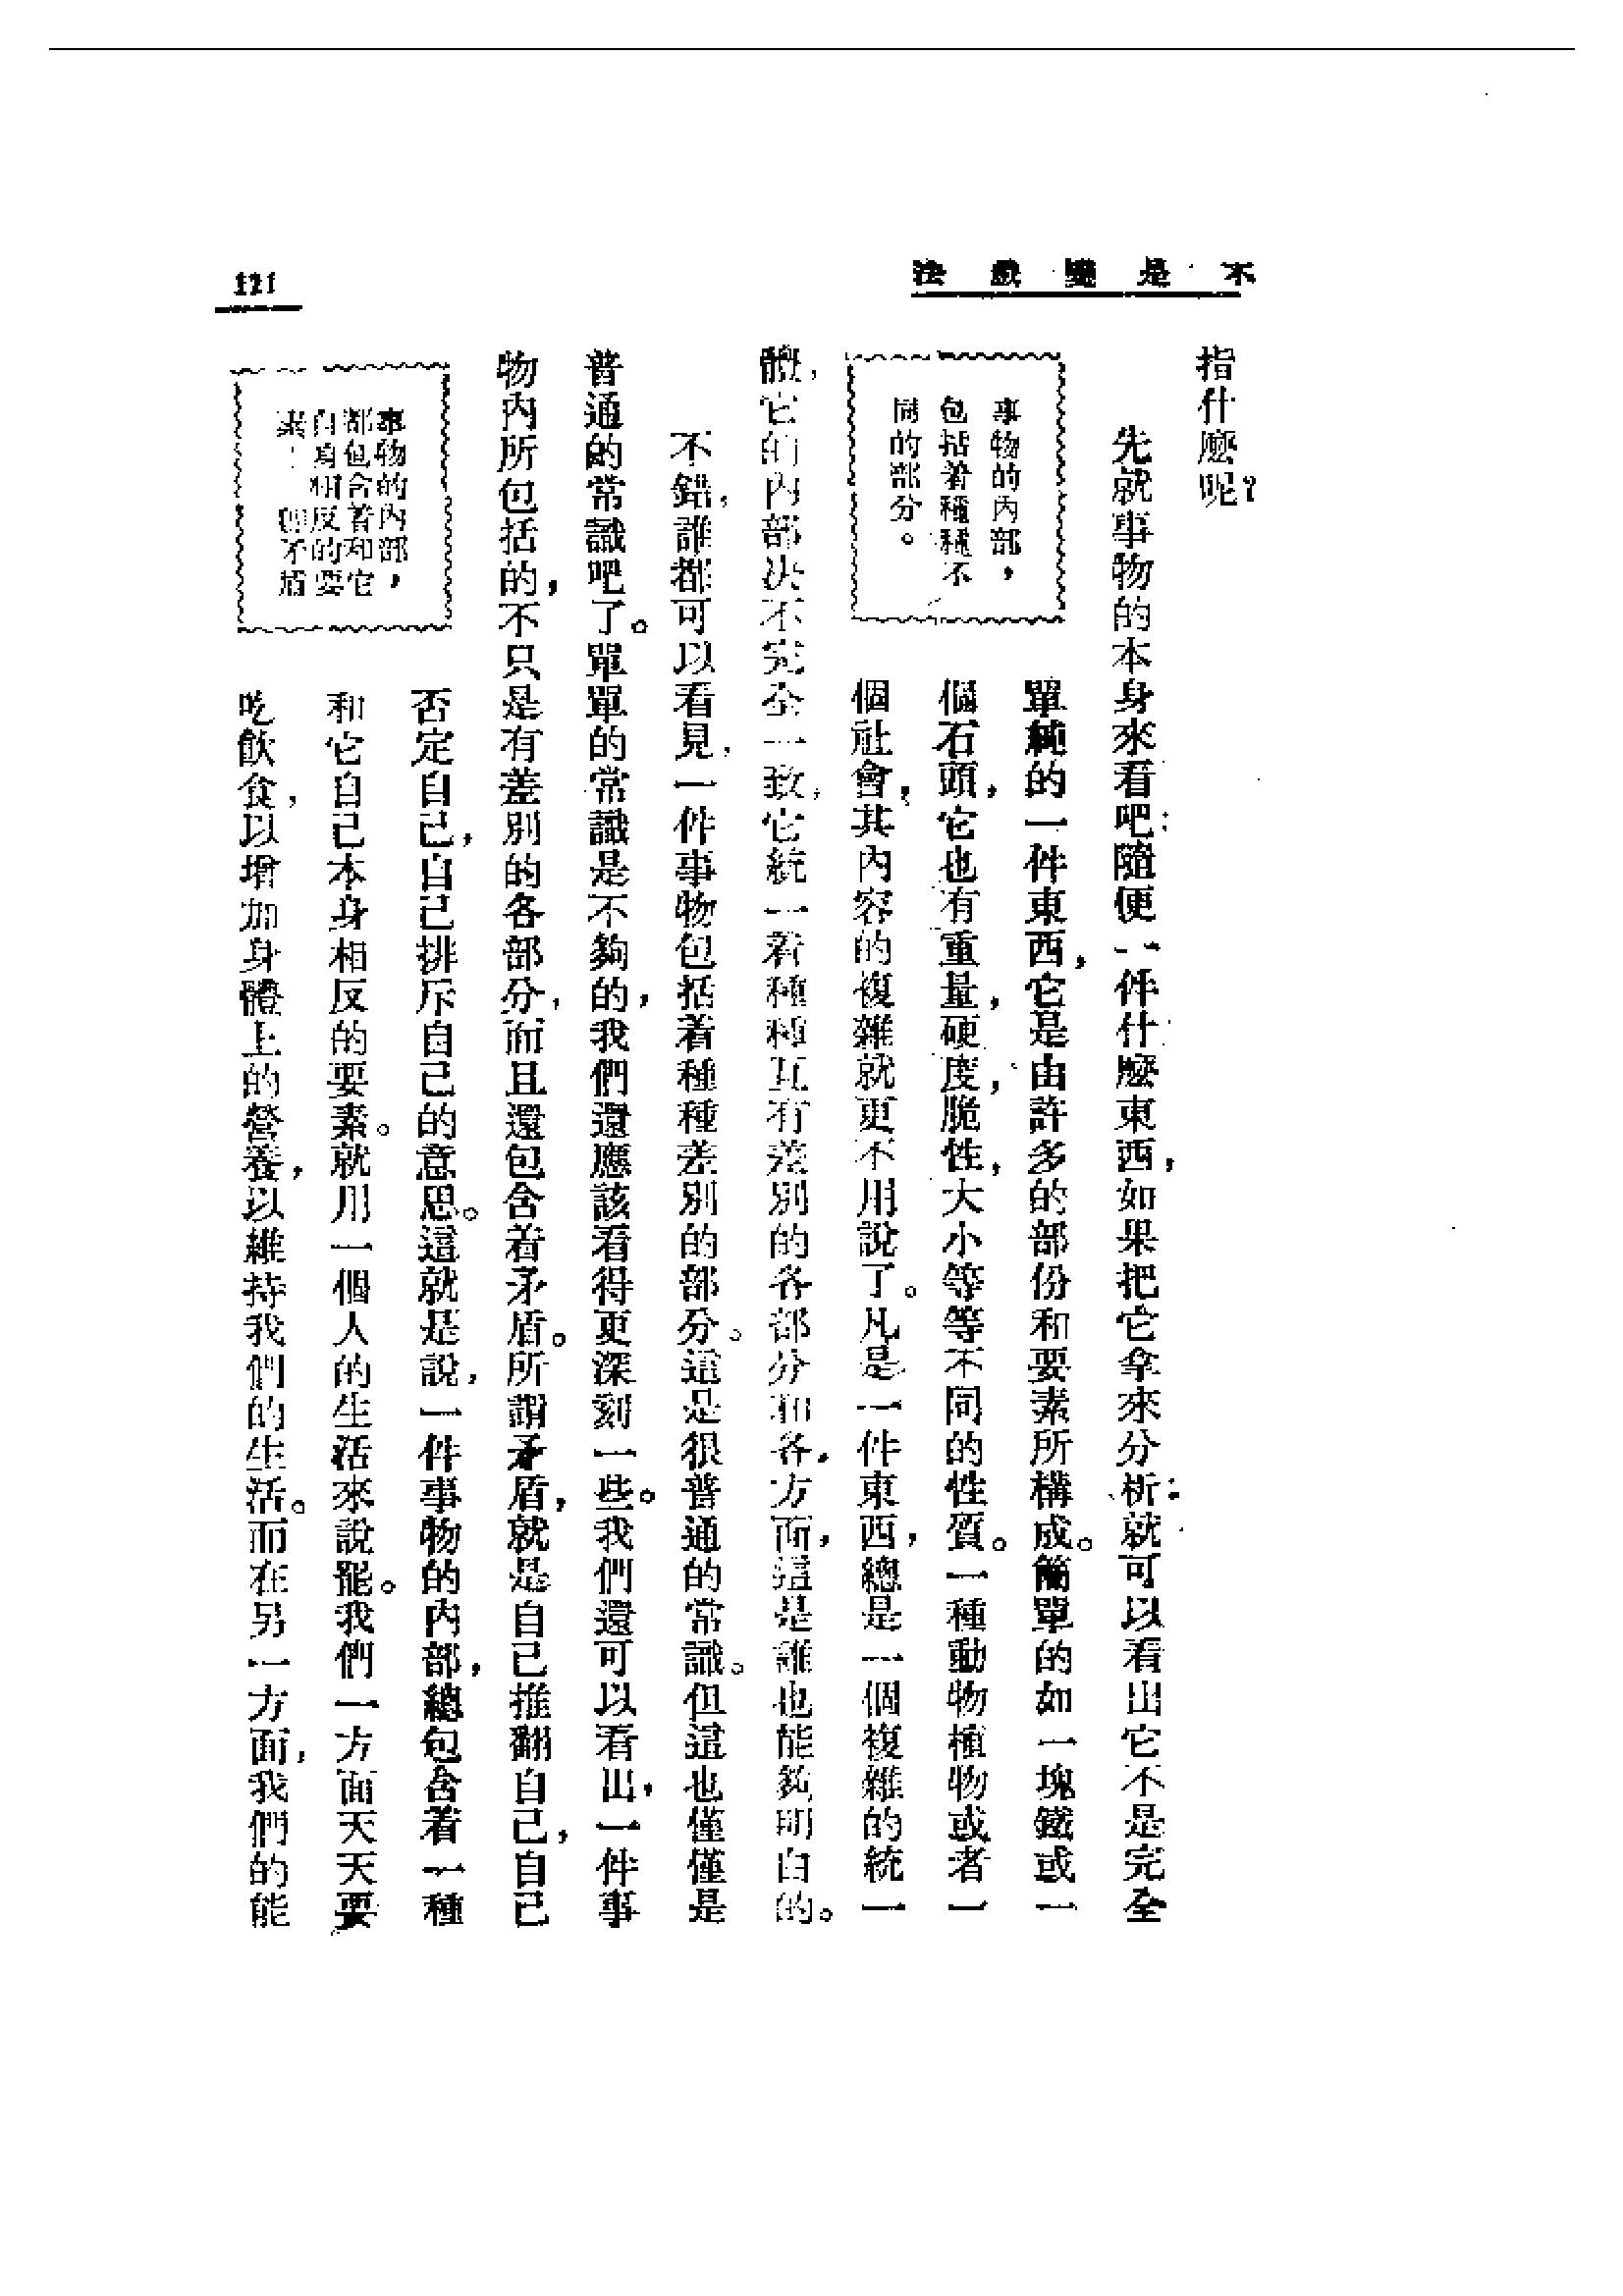 不是變戲法
121
指什麼呢?
先就事物的本身來看吧:隨便一件什麼東西,如果把它拿來分析:就可以看出它不是完全
事物的內部,
包括着種種不
同的部分。
單純的一件東西,它是由許多的部份和要素所構成。簡單的如一塊鐵或一
個石頭,它也有重量,硬度,脆性,大小等等不同的性質。一種動物植物或者一
個社會,其內容的複雜就更不用說了。凡是一件東西,總是一個複雜的統一
體,它的內部決不完全一致,它統一着種種互有差別的各部分和各方面,這是誰也能夠明白的。
不錯,誰都可以看見,一件事物包括着種種差別的部分。這是很普通的常識。但這也僅僅是
普通的常識吧了。單單的常識是不夠的,我們還應該看得更深刻一些。我們還可以看出,一件事
物內所包括的,不只是有差別的各部分,而且還包含着矛盾。所謂矛盾,就是自己推翻自己,自己
事物的內部,
都包含着和它
自身相反的要
素!即矛盾
否定自己,自己排斥自己的意思。這就是說,一件事物的內部,總包含着一種
和它自己本身相反的要素。就用一個人的生活來說罷。我們一方面天天要
吃飲食,以增加身體上的營養,以維持我們的生活。而在另一方面,我們的能